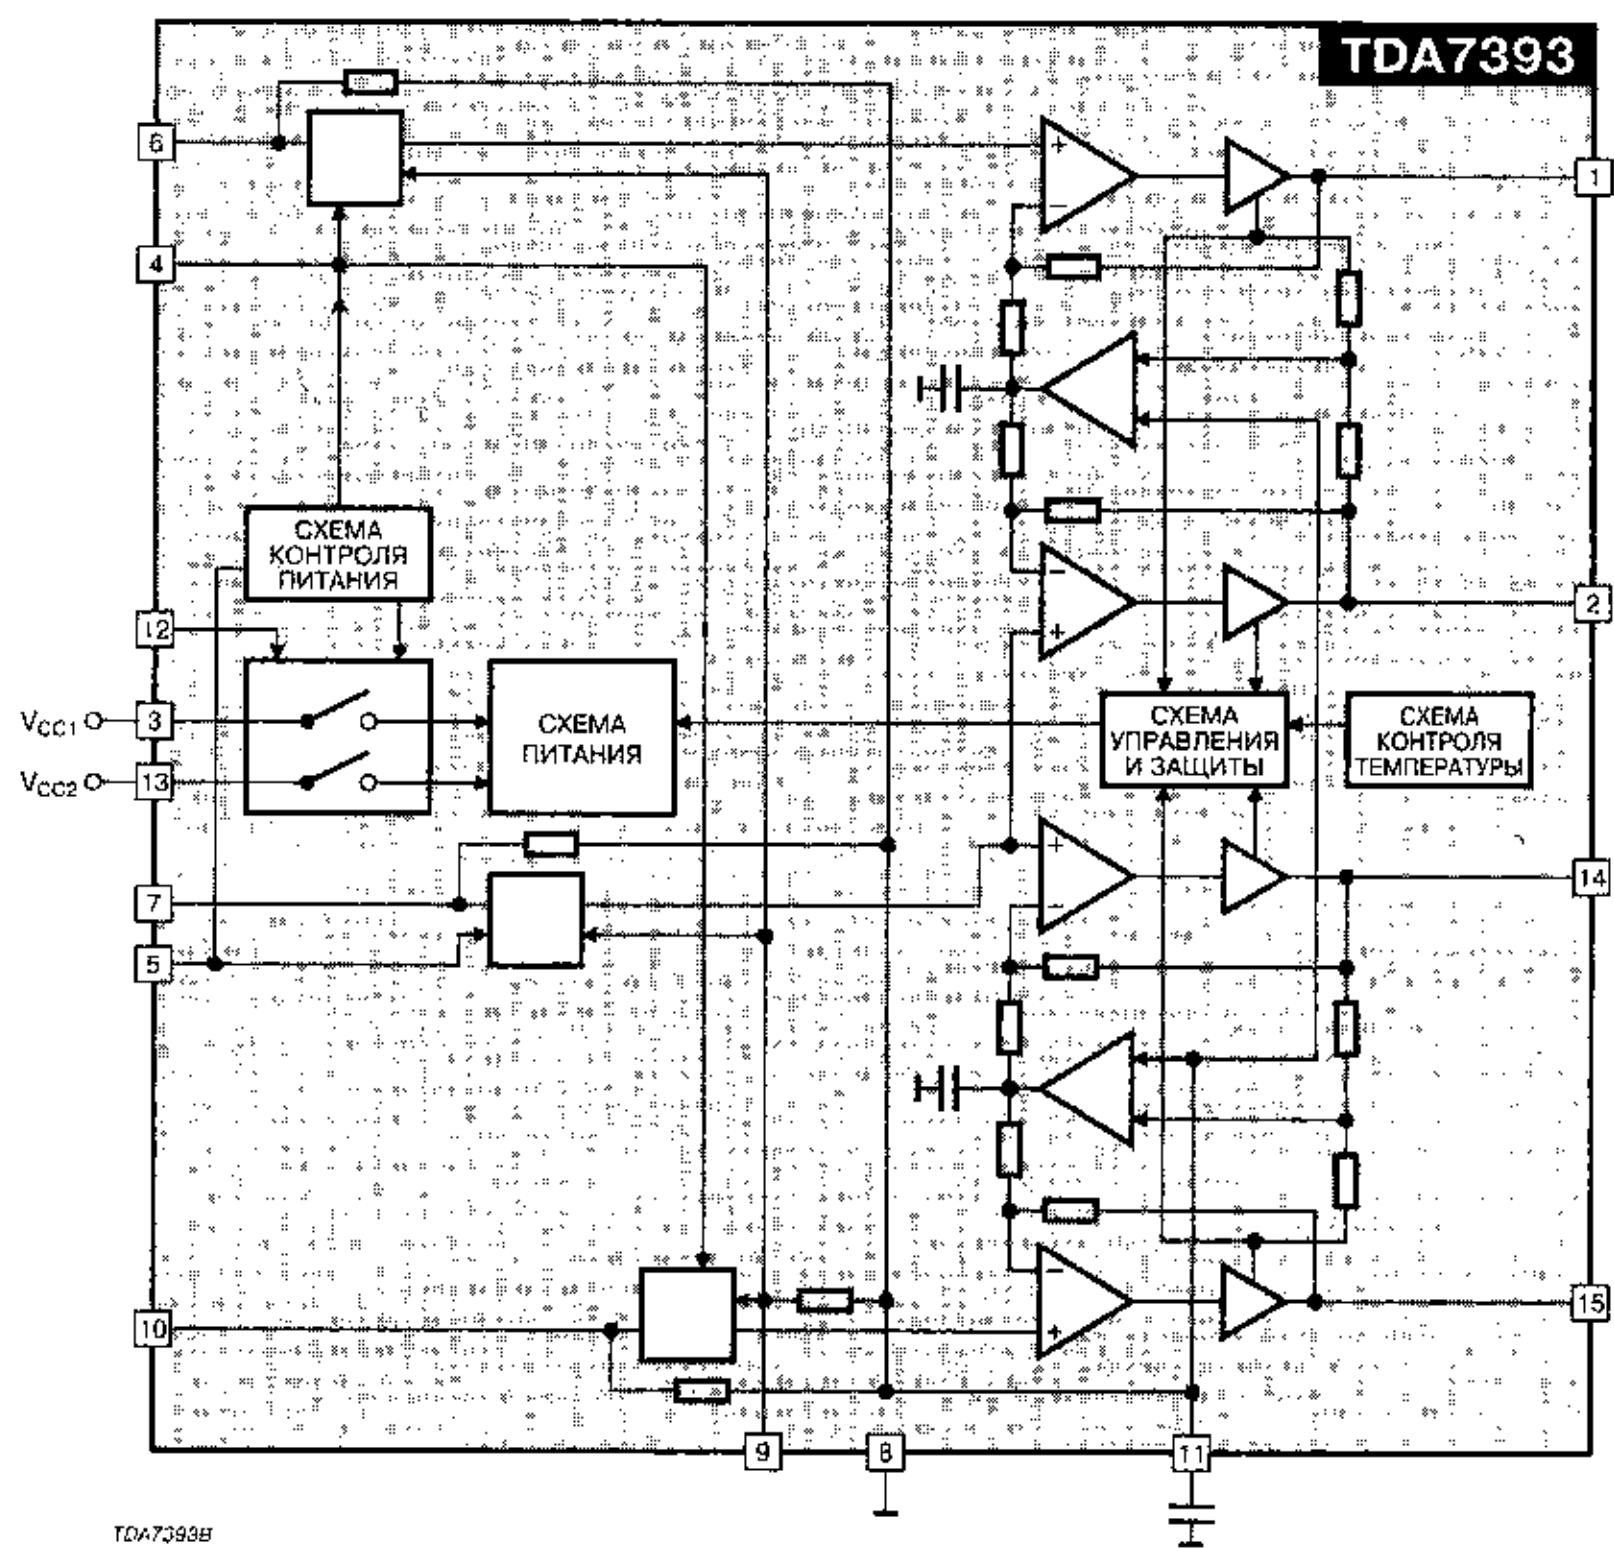 TDA7393
6
+
1
−
4
СХЕМА
КОНТРОЛЯ
ПИТАНИЯ
−
2
12
+
VCC1
3
СХЕМА
ПИТАНИЯ
СХЕМА
УПРАВЛЕНИЯ
И ЗАЩИТЫ
СХЕМА
КОНТРОЛЯ
ТЕМПЕРАТУРЫ
VCC2
13
+
14
7
−
5
−
15
10
+
9
8
11
TDA7393B